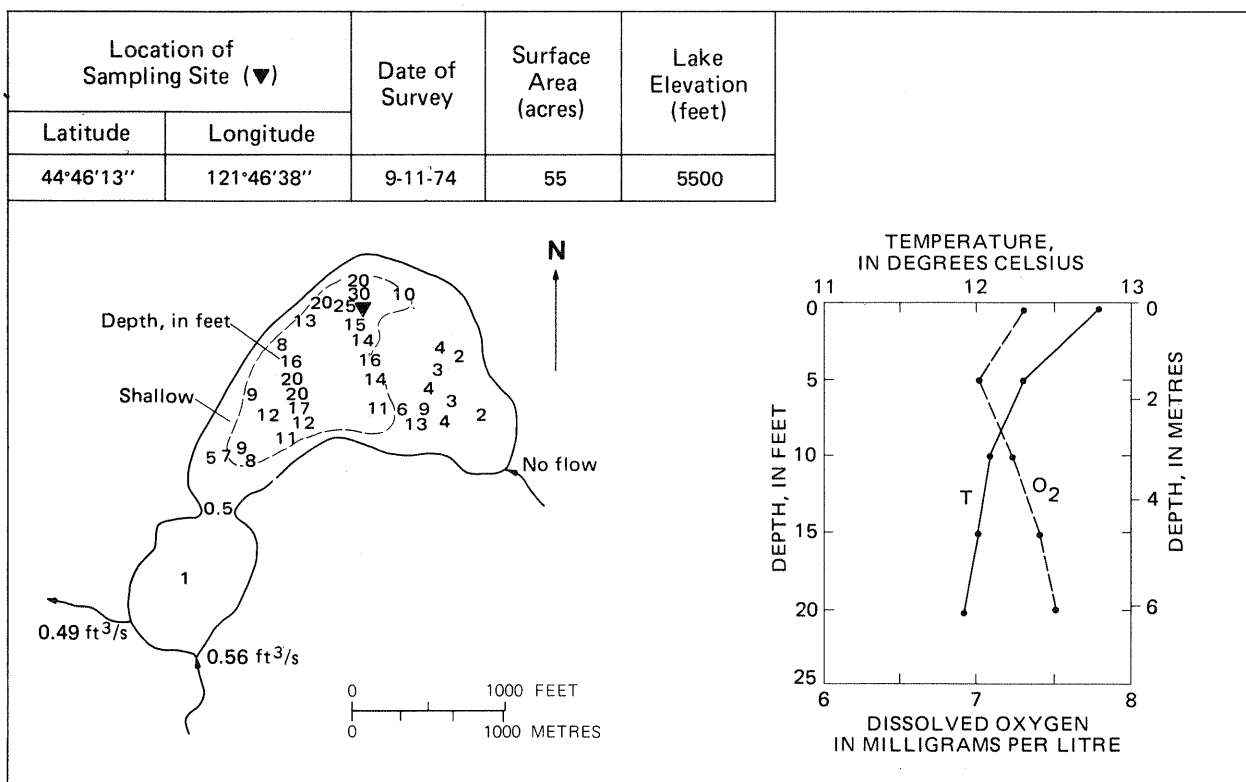 Location of
Sampling Site (▼)
Date of
Survey
Surface
Area
(acres)
Lake
Elevation
(feet)
Latitude
Longitude
44°46'13''
121°46'38''
9-11-74
55
5500
N
20
30
10
20
25
13
15
Depth, in feet
14
8
16
16
4
2
3
20
14
4
Shallow
9
20
3
17
11
6
9
2
12
12
13
4
11
9
5
7
8
No flow
0.5
1
0.49 ft³/s
0.56 ft³/s
0
1000 FEET
0
1000 METRES
TEMPERATURE,
IN DEGREES CELSIUS
11
12
13
0
0
5
2
DEPTH, IN FEET
DEPTH, IN METRES
10
T
O₂
4
15
20
6
25
6
7
8
DISSOLVED OXYGEN
IN MILLIGRAMS PER LITRE